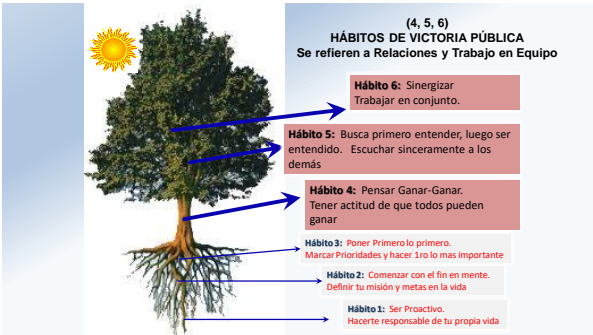 (4, 5, 6)
HÁBITOS DE VICTORIA PÚBLICA
Se refieren a Relaciones y Trabajo en Equipo
Hábito 6: Sinergizar
Trabajar en conjunto.
Hábito 5: Busca primero entender, luego ser
entendido. Escuchar sinceramente a los
demás
Hábito 4: Pensar Ganar-Ganar.
Tener actitud de que todos pueden
ganar
Hábito 3: Poner Primero lo primero.
Marcar Prioridades y hacer 1ro lo mas importante
Hábito 2: Comenzar con el fin en mente.
Definir tu misión y metas en la vida
Hábito 1: Ser Proactivo.
Hacerte responsable de tu propia vida